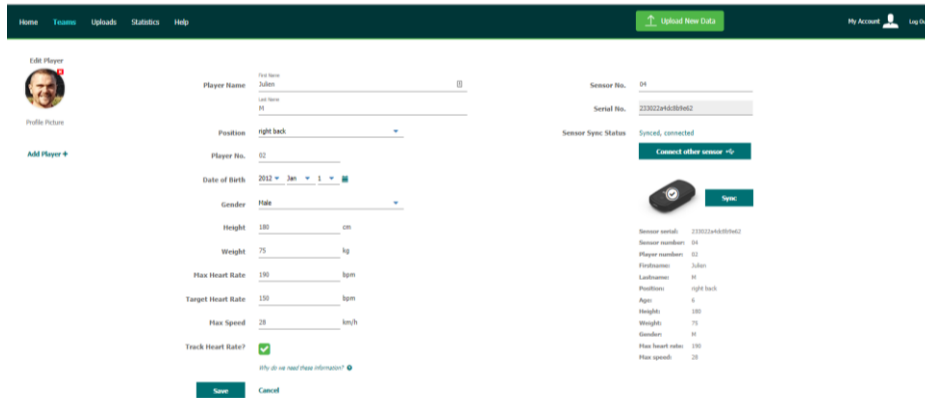 Home Teams Uploads Statistics Help Upload New Data My Account Log Ou
Edit Player
Profile Picture
Add Player +
First Name
Player Name Julien
Last Name
M
Position right back
Player No. 02
Date of Birth 2012 Jan 1
Gender Male
Height 180 cm
Weight 75 kg
Max Heart Rate 190 bpm
Target Heart Rate 150 bpm
Max Speed 28 km/h
Track Heart Rate?
Why do we need these information?
Save Cancel
Sensor No. 04
Serial No. 233022a4dc8b9e62
Sensor Sync Status Synced, connected
Connect other sensor
Sync
Sensor serial: 233022a4dc8b9e62
Sensor number: 04
Player number: 02
Firstname: Julien
Lastname: M
Position: right back
Age: 6
Height: 180
Weight: 75
Gender: M
Max heart rate: 190
Max speed: 28